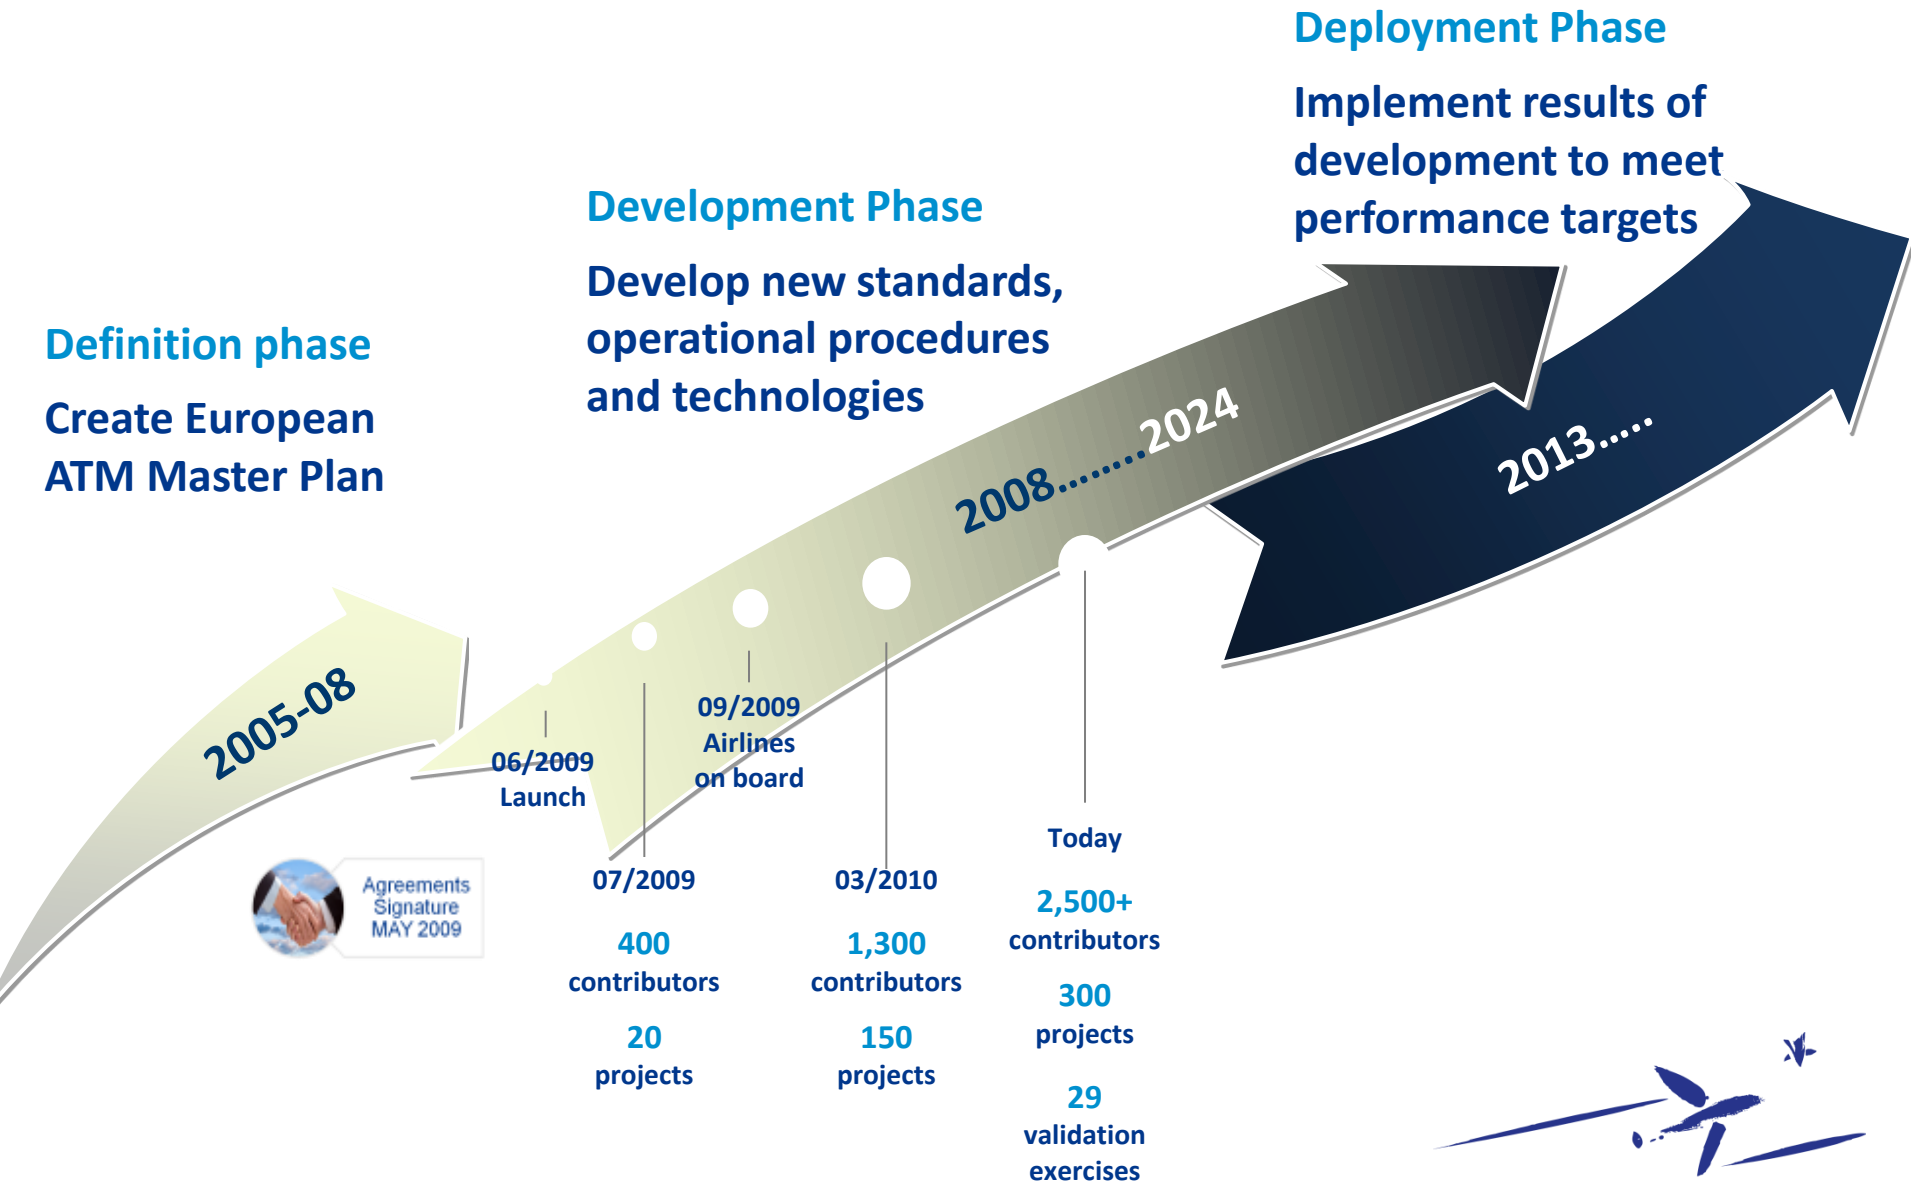 Deployment Phase
Implement results of
development to meet
performance targets
Development Phase
Develop new standards,
operational procedures
and technologies
Definition phase
Create European
ATM Master Plan
2005-08
2008.........2024
2013.....
06/2009
Launch
09/2009
Airlines
on board
Agreements
Signature
MAY 2009
07/2009
400
contributors
20
projects
03/2010
1,300
contributors
150
projects
Today
2,500+
contributors
300
projects
29
validation
exercises